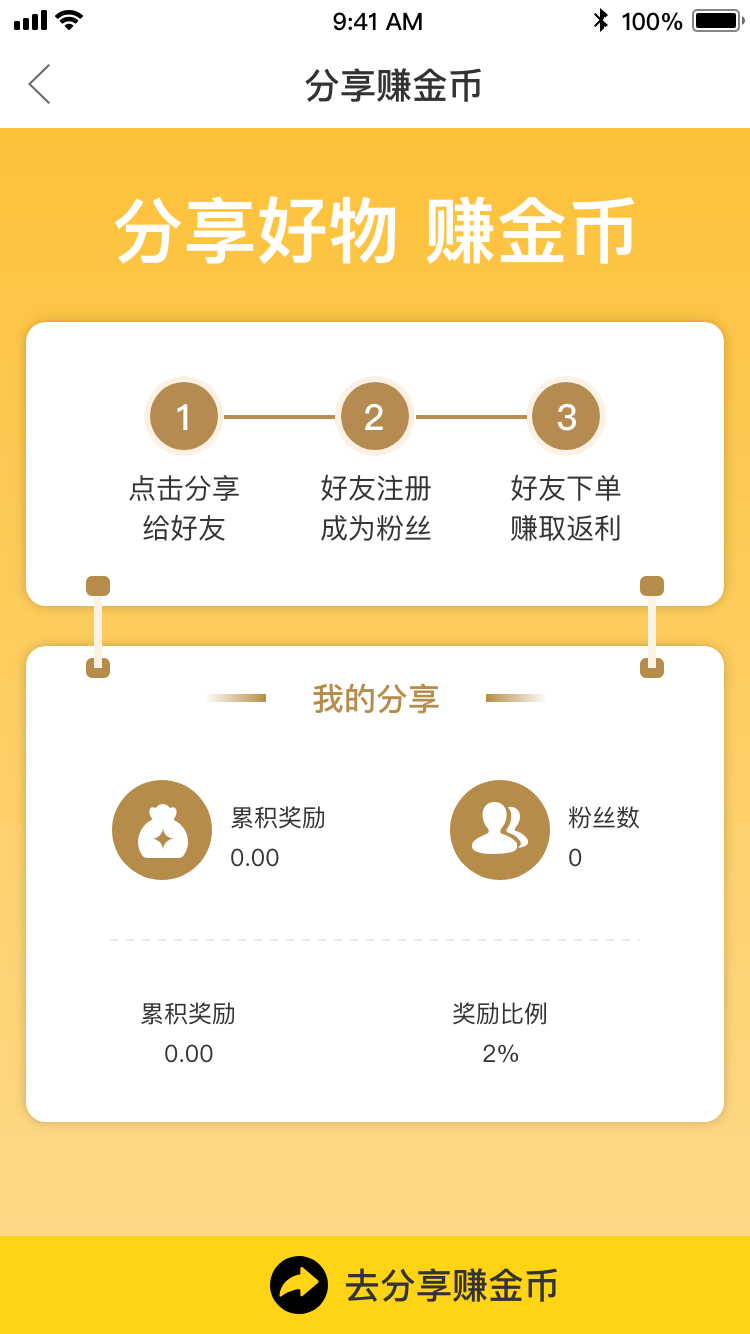 9:41 AM
100%
分享赚金币
分享好物 赚金币
1
2
3
点击分享
给好友
好友注册
成为粉丝
好友下单
赚取返利
我的分享
累积奖励
0.00
粉丝数
0
累积奖励
0.00
奖励比例
2%
去分享赚金币